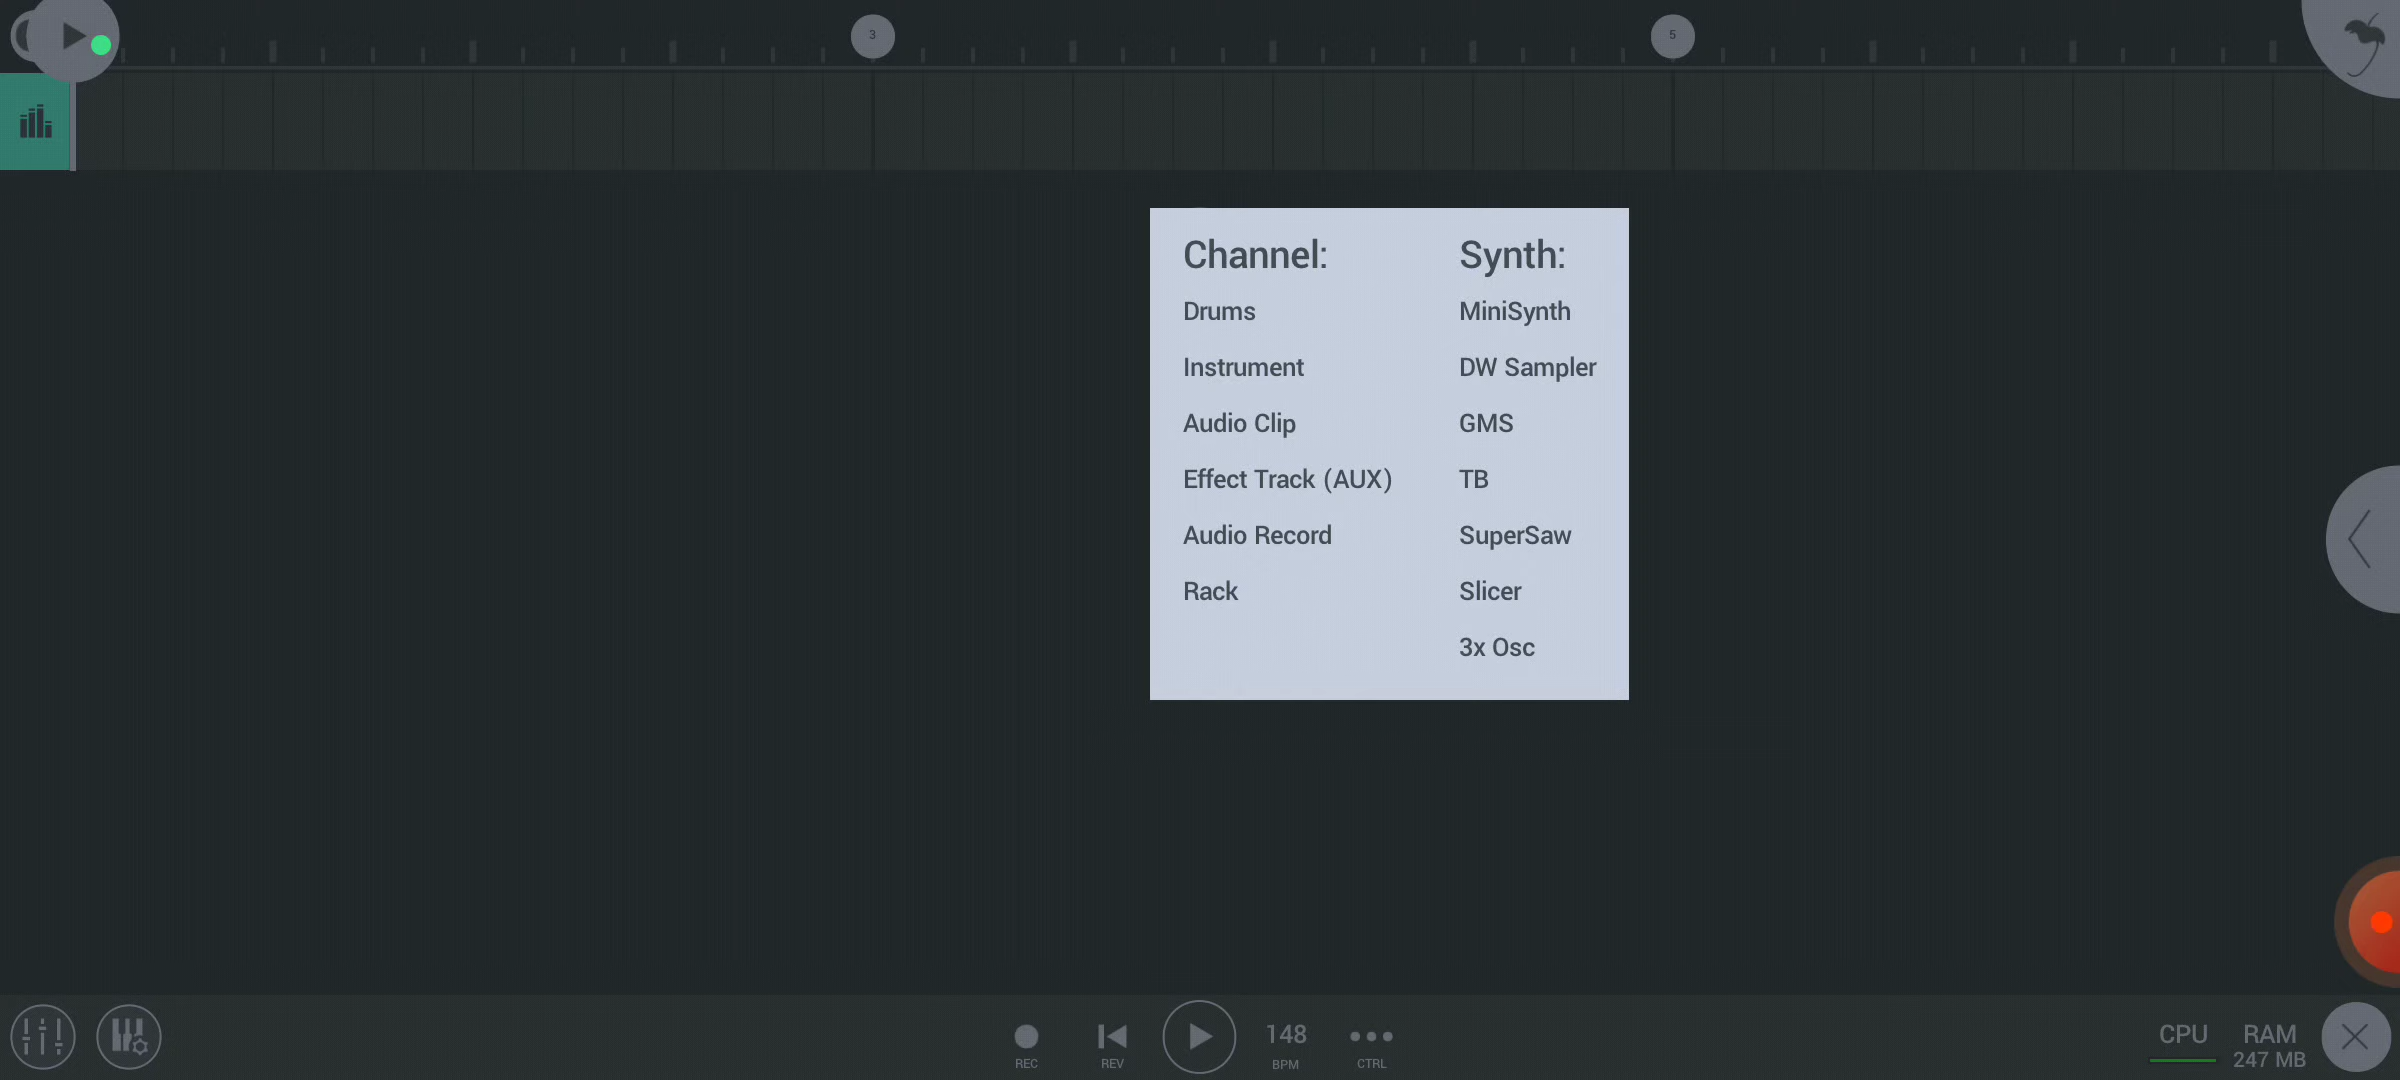 3
5
Channel:
Drums
Instrument
Audio Clip
Effect Track (AUX)
Audio Record
Rack
Synth:
MiniSynth
DW Sampler
GMS
TB
SuperSaw
Slicer
3x Osc
REC
REV
148
BPM
CTRL
CPU
RAM
247 MB